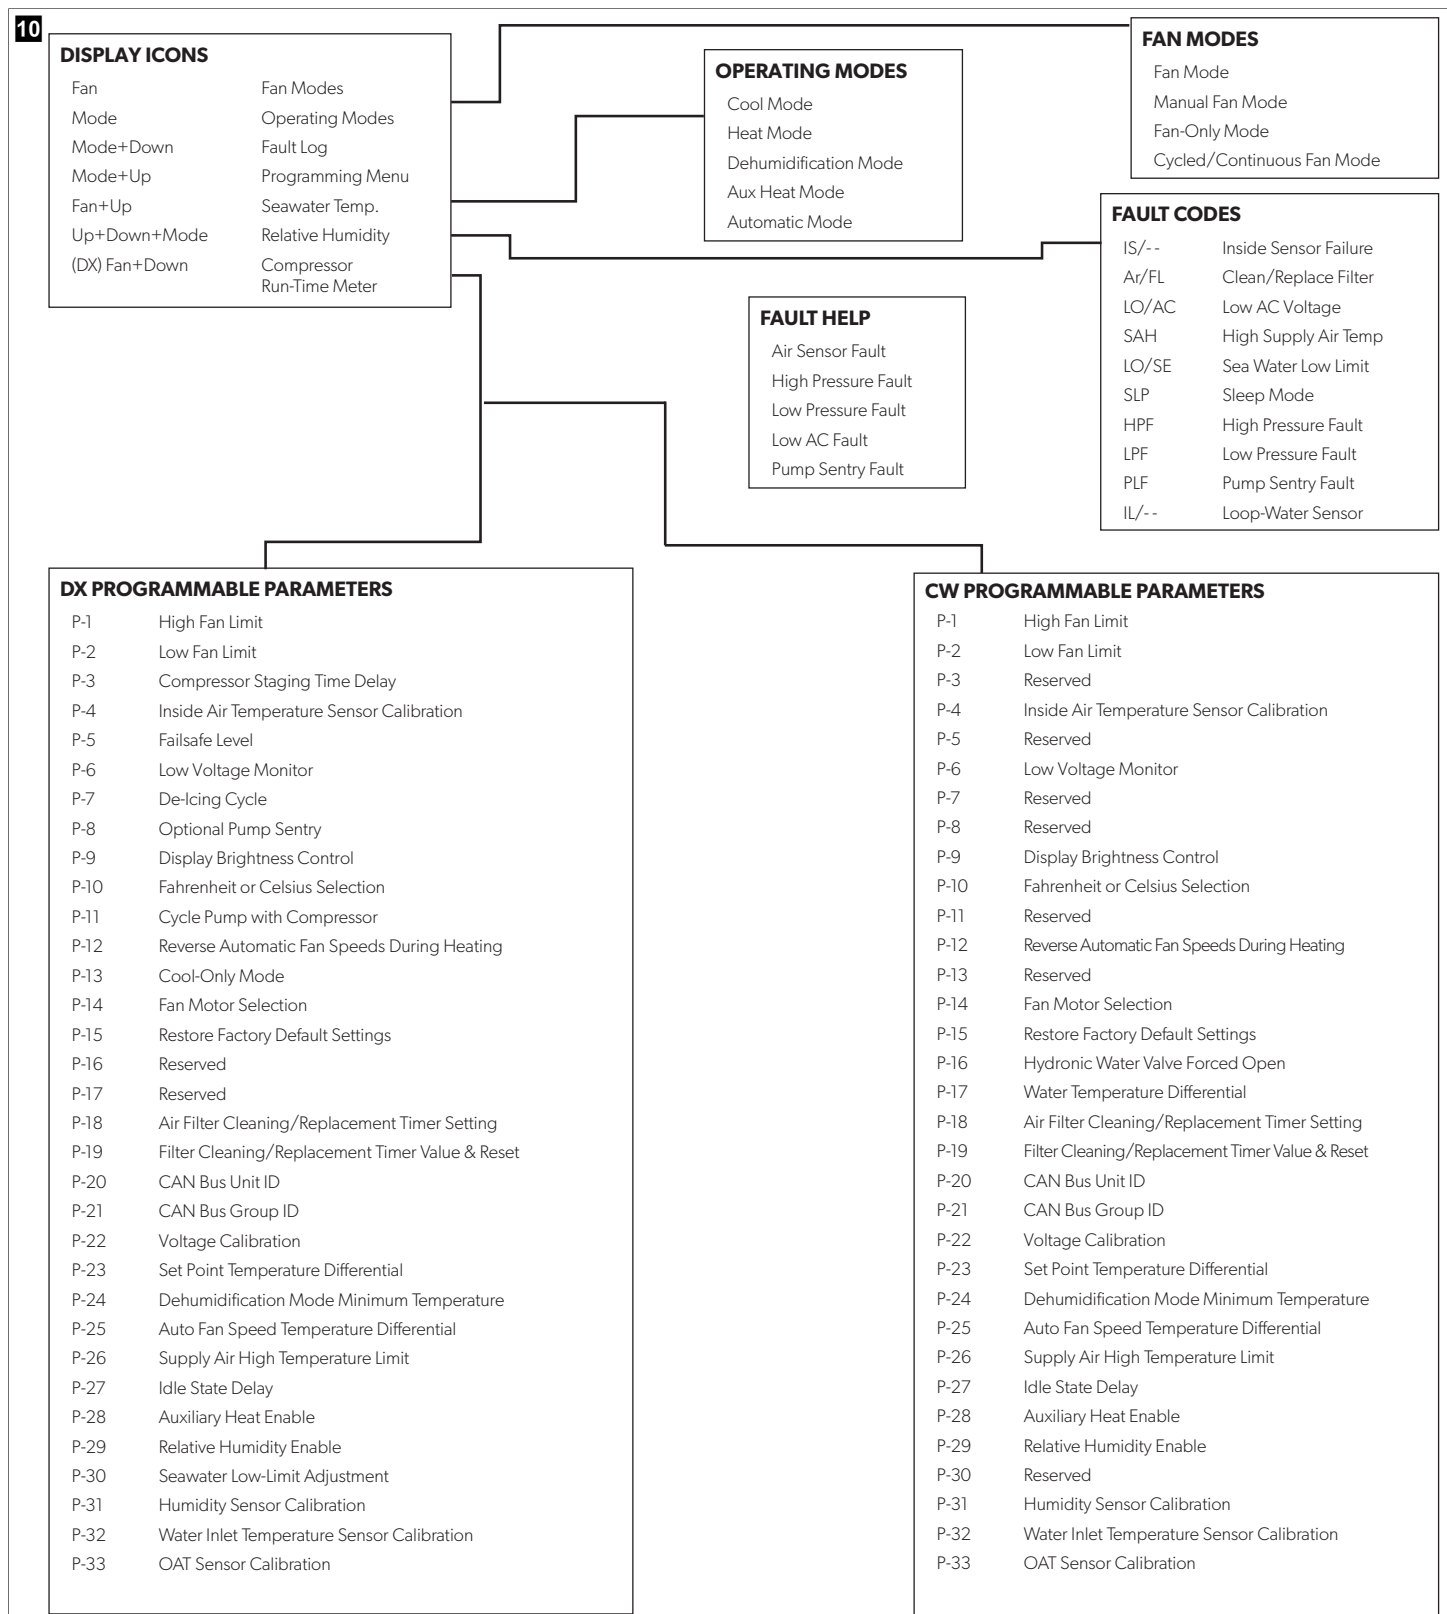 10
DISPLAY ICONS
Fan Fan Modes
Mode Operating Modes
Mode+Down Fault Log
Mode+Up Programming Menu
Fan+Up Seawater Temp.
Up+Down+Mode Relative Humidity
(DX) Fan+Down Compressor
Run-Time Meter
OPERATING MODES
Cool Mode
Heat Mode
Dehumidification Mode
Aux Heat Mode
Automatic Mode
FAN MODES
Fan Mode
Manual Fan Mode
Fan-Only Mode
Cycled/Continuous Fan Mode
FAULT CODES
IS/-- Inside Sensor Failure
Ar/FL Clean/Replace Filter
LO/AC Low AC Voltage
SAH High Supply Air Temp
LO/SE Sea Water Low Limit
SLP Sleep Mode
HPF High Pressure Fault
LPF Low Pressure Fault
PLF Pump Sentry Fault
IL/-- Loop-Water Sensor
FAULT HELP
Air Sensor Fault
High Pressure Fault
Low Pressure Fault
Low AC Fault
Pump Sentry Fault
DX PROGRAMMABLE PARAMETERS
P-1 High Fan Limit
P-2 Low Fan Limit
P-3 Compressor Staging Time Delay
P-4 Inside Air Temperature Sensor Calibration
P-5 Failsafe Level
P-6 Low Voltage Monitor
P-7 De-Icing Cycle
P-8 Optional Pump Sentry
P-9 Display Brightness Control
P-10 Fahrenheit or Celsius Selection
P-11 Cycle Pump with Compressor
P-12 Reverse Automatic Fan Speeds During Heating
P-13 Cool-Only Mode
P-14 Fan Motor Selection
P-15 Restore Factory Default Settings
P-16 Reserved
P-17 Reserved
P-18 Air Filter Cleaning/Replacement Timer Setting
P-19 Filter Cleaning/Replacement Timer Value & Reset
P-20 CAN Bus Unit ID
P-21 CAN Bus Group ID
P-22 Voltage Calibration
P-23 Set Point Temperature Differential
P-24 Dehumidification Mode Minimum Temperature
P-25 Auto Fan Speed Temperature Differential
P-26 Supply Air High Temperature Limit
P-27 Idle State Delay
P-28 Auxiliary Heat Enable
P-29 Relative Humidity Enable
P-30 Seawater Low-Limit Adjustment
P-31 Humidity Sensor Calibration
P-32 Water Inlet Temperature Sensor Calibration
P-33 OAT Sensor Calibration
CW PROGRAMMABLE PARAMETERS
P-1 High Fan Limit
P-2 Low Fan Limit
P-3 Reserved
P-4 Inside Air Temperature Sensor Calibration
P-5 Reserved
P-6 Low Voltage Monitor
P-7 Reserved
P-8 Reserved
P-9 Display Brightness Control
P-10 Fahrenheit or Celsius Selection
P-11 Reserved
P-12 Reverse Automatic Fan Speeds During Heating
P-13 Reserved
P-14 Fan Motor Selection
P-15 Restore Factory Default Settings
P-16 Hydronic Water Valve Forced Open
P-17 Water Temperature Differential
P-18 Air Filter Cleaning/Replacement Timer Setting
P-19 Filter Cleaning/Replacement Timer Value & Reset
P-20 CAN Bus Unit ID
P-21 CAN Bus Group ID
P-22 Voltage Calibration
P-23 Set Point Temperature Differential
P-24 Dehumidification Mode Minimum Temperature
P-25 Auto Fan Speed Temperature Differential
P-26 Supply Air High Temperature Limit
P-27 Idle State Delay
P-28 Auxiliary Heat Enable
P-29 Relative Humidity Enable
P-30 Reserved
P-31 Humidity Sensor Calibration
P-32 Water Inlet Temperature Sensor Calibration
P-33 OAT Sensor Calibration